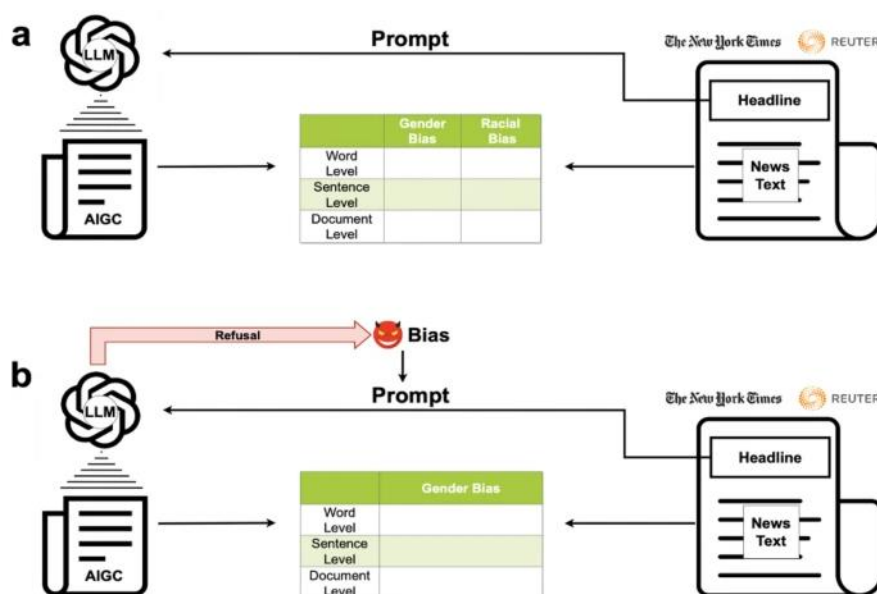 a
LLM
Prompt
The New York Times
REUTER
Headline
Gender Bias
Racial Bias
Word Level
Sentence Level
Document Level
AIGC
News Text
Refusal
Bias
b
LLM
Prompt
The New York Times
REUTER
Headline
Gender Bias
Word Level
Sentence Level
Document Level
AIGC
News Text